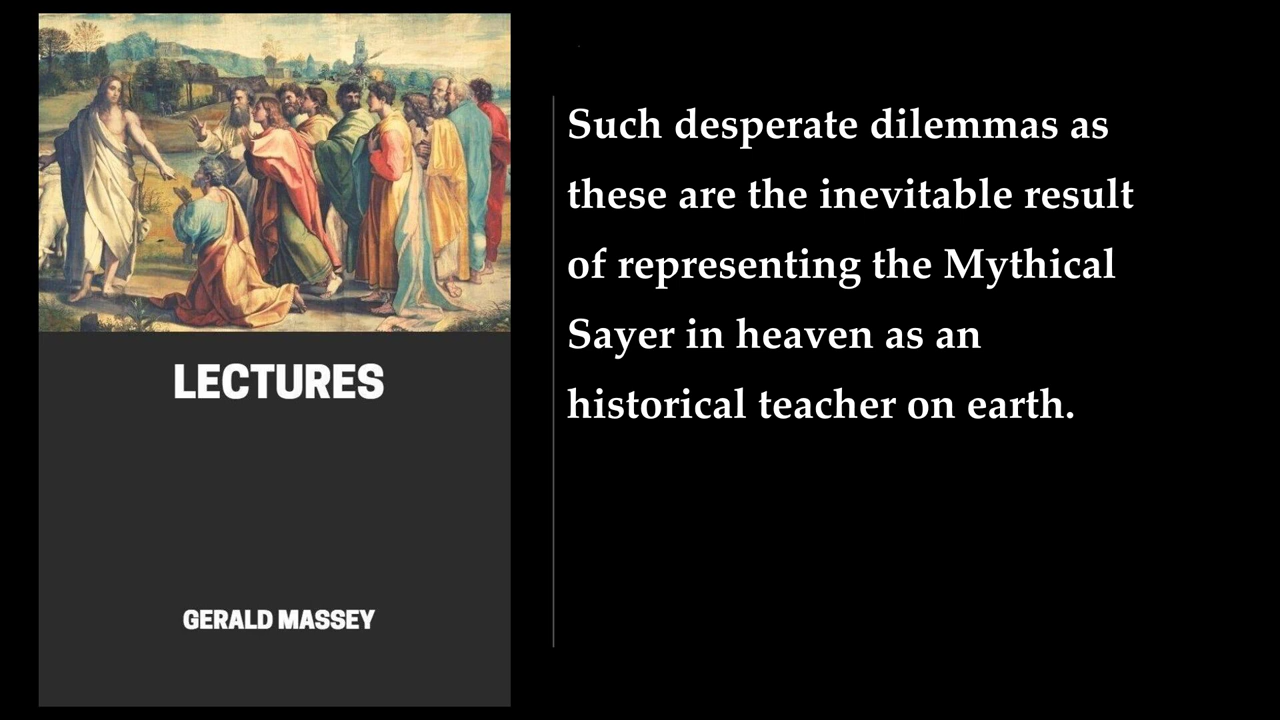 LECTURES
GERALD MASSEY
Such desperate dilemmas as
these are the inevitable result
of representing the Mythical
Sayer in heaven as an
historical teacher on earth.